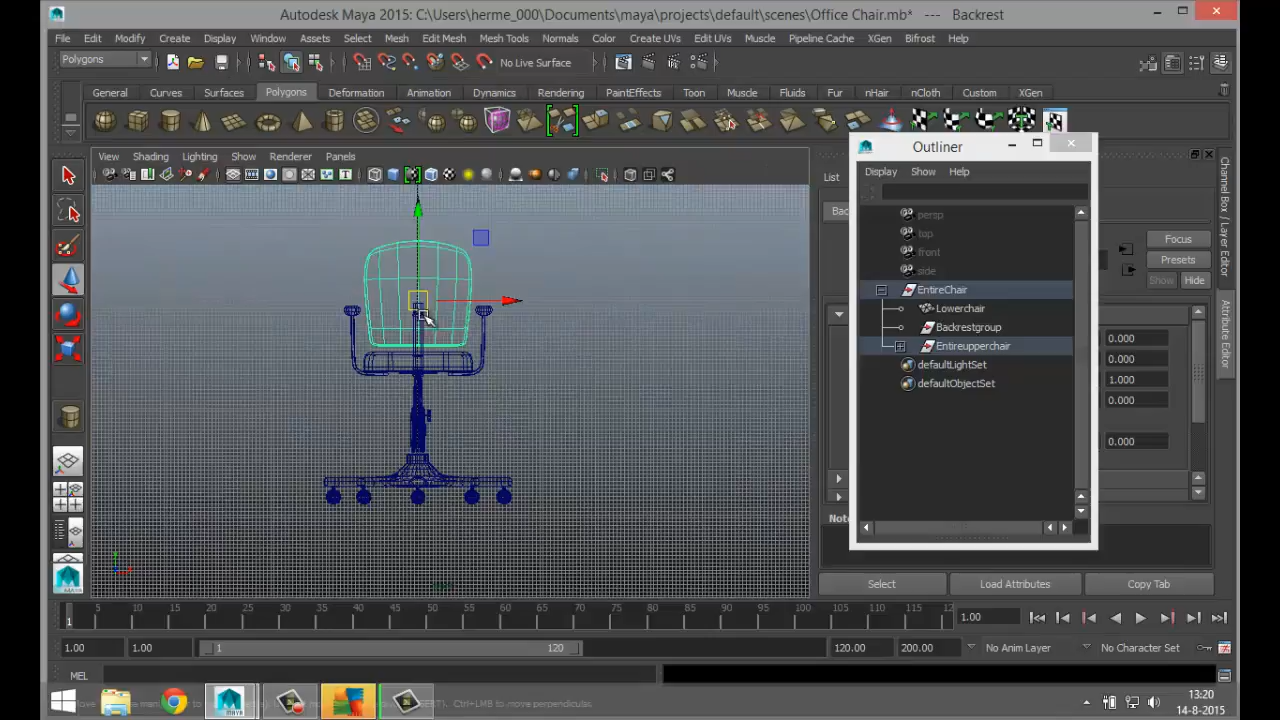 Autodesk Maya 2015: C:\Users\herme_000\Documents\maya\projects\default\scenes\Office Chair.mb* --- Backrest
File Edit Modify Create Display Window Assets Select Mesh Edit Mesh Mesh Tools Normals Color Create UVs Edit UVs Muscle Pipeline Cache XGen Bifrost Help
Polygons
No Live Surface
General Curves Surfaces Polygons Deformation Animation Dynamics Rendering PaintEffects Toon Muscle Fluids Fur nHair nCloth Custom XGen
View Shading Lighting Show Renderer Panels
Outliner
Display Show Help
List
persp
top
front
side
EntireChair
Lowerchair
Backrestgroup
Entireupperchair
defaultLightSet
defaultObjectSet
Focus
Presets
Show Hide
0.000
0.000
1.000
0.000
0.000
Channel Box / Layer Editor
Attribute Editor
Select Load Attributes Copy Tab
5 10 15 20 25 30 35 40 45 50 55 60 65 70 75 80 85 90 95 100 105 110 115 12
1
1.00
1.00 1.00 1 120 120.00 200.00 No Anim Layer No Character Set
MEL
13:20
14-8-2015